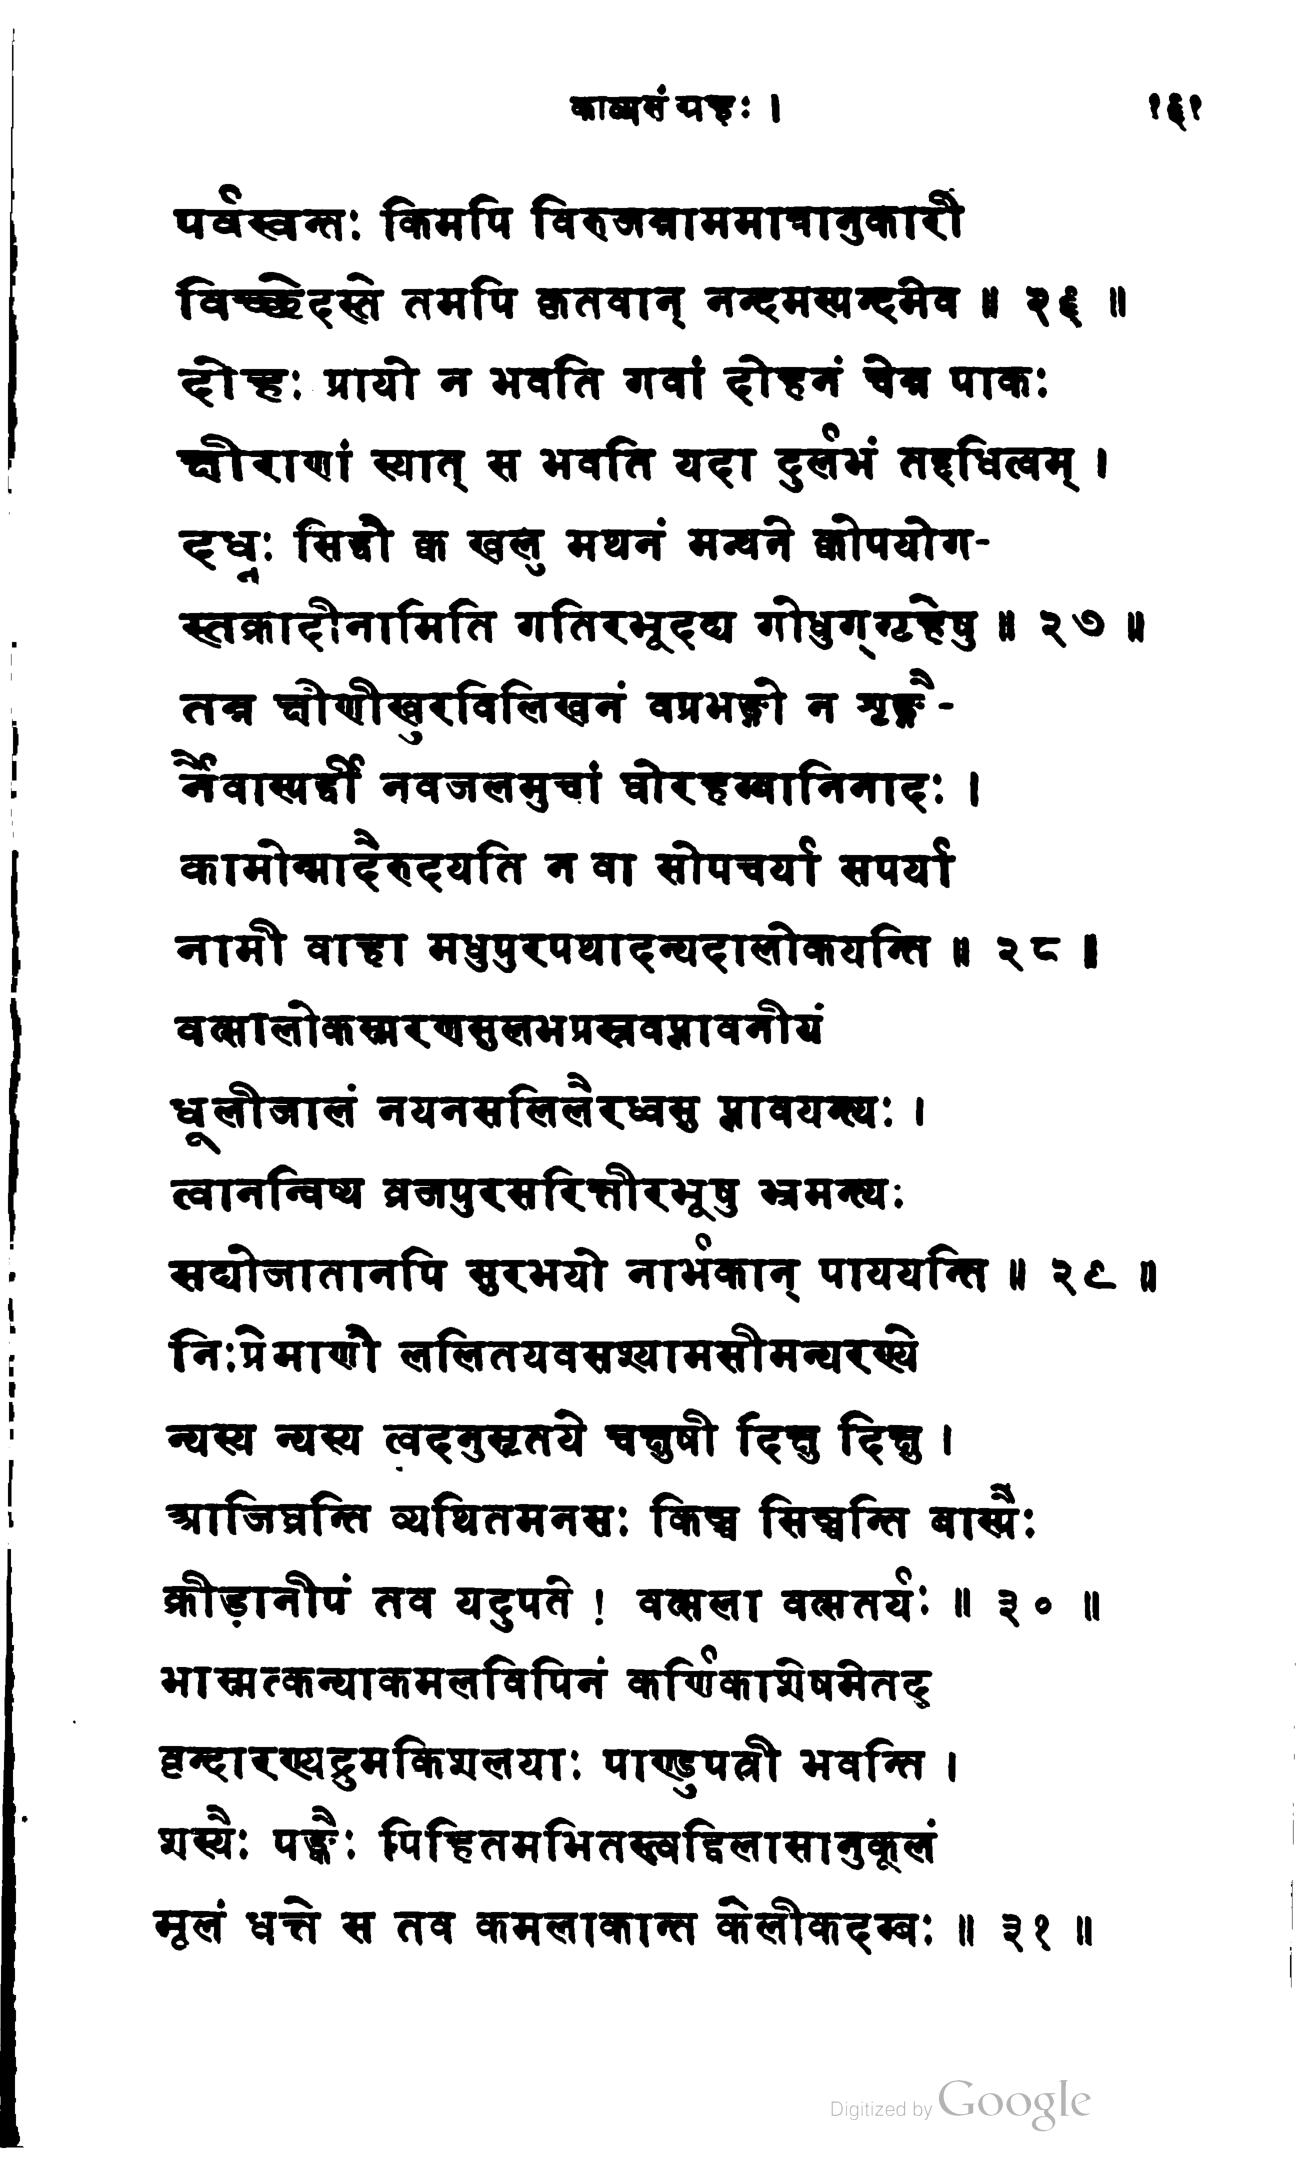 काव्यसंग्रहः । १६१
पर्वस्वन्तः किमपि विरुजन्नाममात्रानुकारी
विच्छेदस्ते तमपि कृतवान् नन्दमस्पन्दमेव ॥ २६ ॥
दोहः प्रायो न भवति गवां दोहनं चेन्न पाकः
क्षीराणां स्यात् स भवति यदा दुर्लभं तद्दधित्वम् ।
दध्नः सिद्धौ क्व खलु मथनं मन्थने क्वोपयोग-
स्तक्रादीनामिति गतिरभूदद्य गोधुग्गृहेषु ॥ २७ ॥
तन्न क्षौणीखुरविलिखनं वप्रभङ्गो न शृङ्गै-
र्नैवास्पर्द्धी नवजलमुचां घोरहम्बानिनादः ।
कामोन्मादैरुदयति न वा सोपचर्या सपर्या
नामी वाहा मधुपुरपथादन्यदालोकयन्ति ॥ २८ ॥
वत्सालोकस्मरणसुलभप्रस्नवप्लावनीयं
धूलीजालं नयनसलिलैरध्वसु प्लावयन्त्यः ।
त्वानन्विष्य व्रजपुरसरित्तीरभूषु भ्रमन्त्यः
सद्योजातानपि सुरभयो नार्भकान् पाययन्ति ॥ २९ ॥
निःप्रेमाणौ ललितयवसश्यामसीमन्यरण्ये
न्यस्य न्यस्य त्वदनुसृतये चक्षुषी दिक्षु दिक्षु ।
आजिघ्रन्ति व्यथितमनसः किञ्च सिञ्चन्ति बास्पैः
क्रीड़ानीपं तव यदुपते ! वत्सला वत्सतर्यः ॥ ३० ॥
भास्मत्कन्याकमलविपिनं कर्णिकाशेषमेतद्
वृन्दारण्यद्रुमकिशलयाः पाण्डुपत्री भवन्ति ।
शस्यैः पङ्कैः पिहितमभितस्त्वद्विलासानुकूलं
मूलं धत्ते स तव कमलाकान्त केलीकदम्बः ॥ ३१ ॥
Digitized by Google